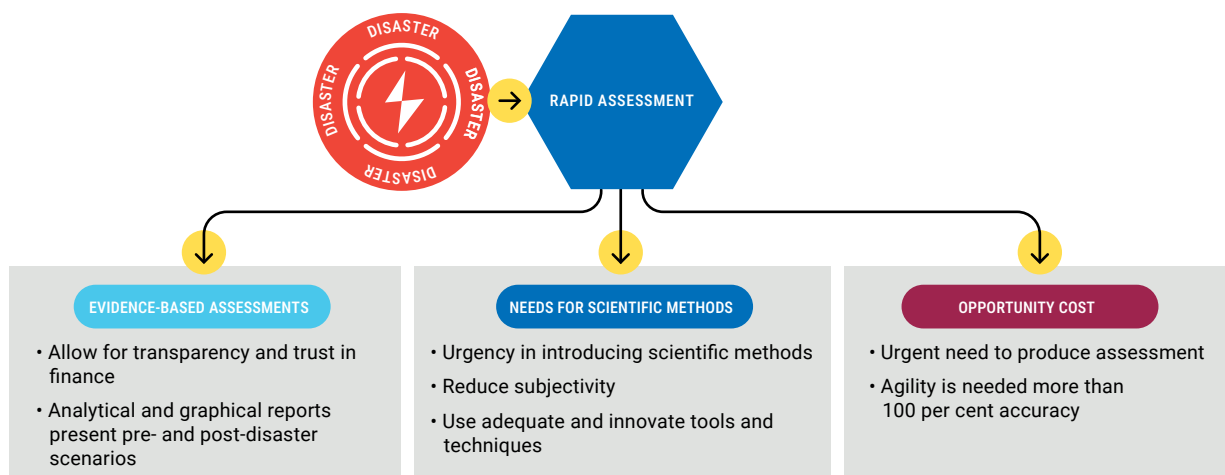 DISASTER
DISASTER
DISASTER
DISASTER
RAPID ASSESSMENT
EVIDENCE-BASED ASSESSMENTS
• Allow for transparency and trust in
finance
• Analytical and graphical reports
present pre- and post-disaster
scenarios
NEEDS FOR SCIENTIFIC METHODS
• Urgency in introducing scientific methods
• Reduce subjectivity
• Use adequate and innovate tools and
techniques
OPPORTUNITY COST
• Urgent need to produce assessment
• Agility is needed more than
100 per cent accuracy